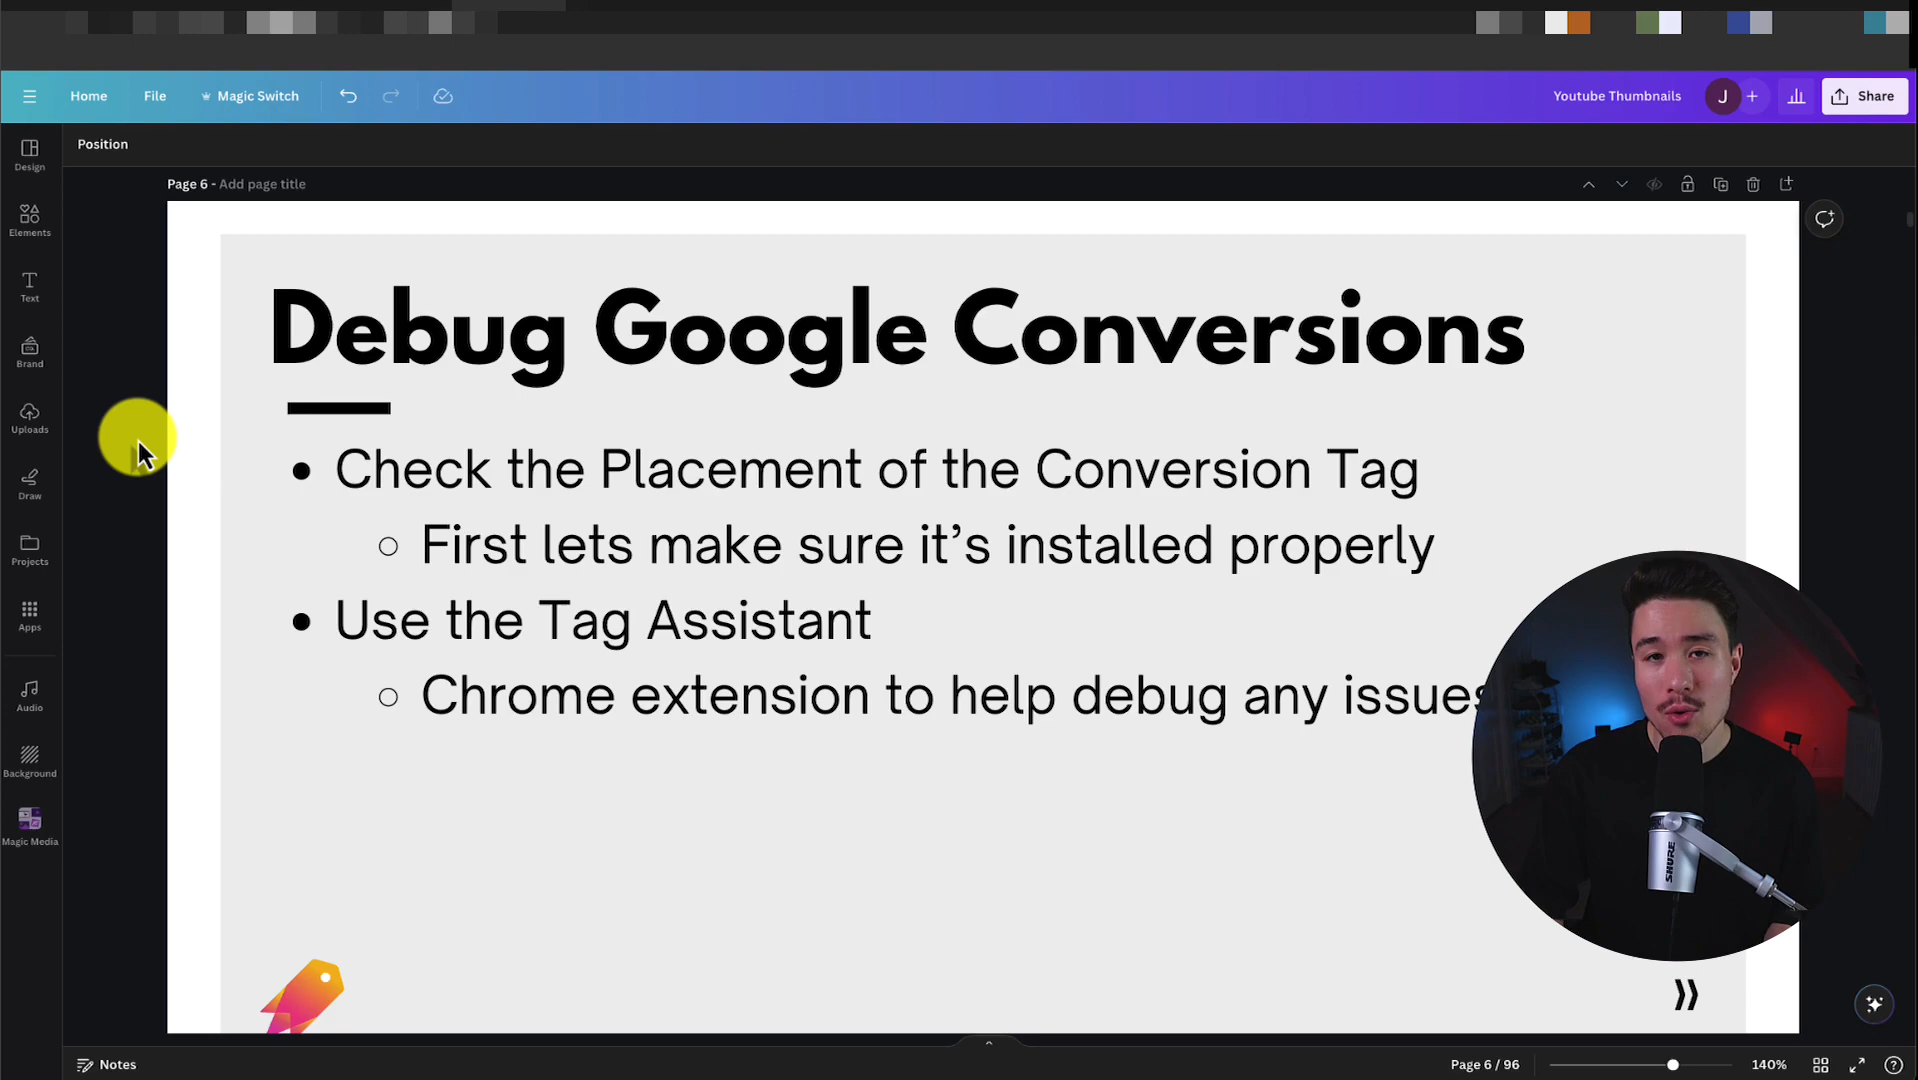 Home File Magic Switch Youtube Thumbnails J + Share
Position
Page 6 - Add page title
Design
Elements
Text
Brand
Uploads
Draw
Projects
Apps
Audio
Background
Magic Media
Debug Google Conversions
• Check the Placement of the Conversion Tag
○ First lets make sure it’s installed properly
• Use the Tag Assistant
○ Chrome extension to help debug any issues
SHURE
Notes Page 6 / 96 140%